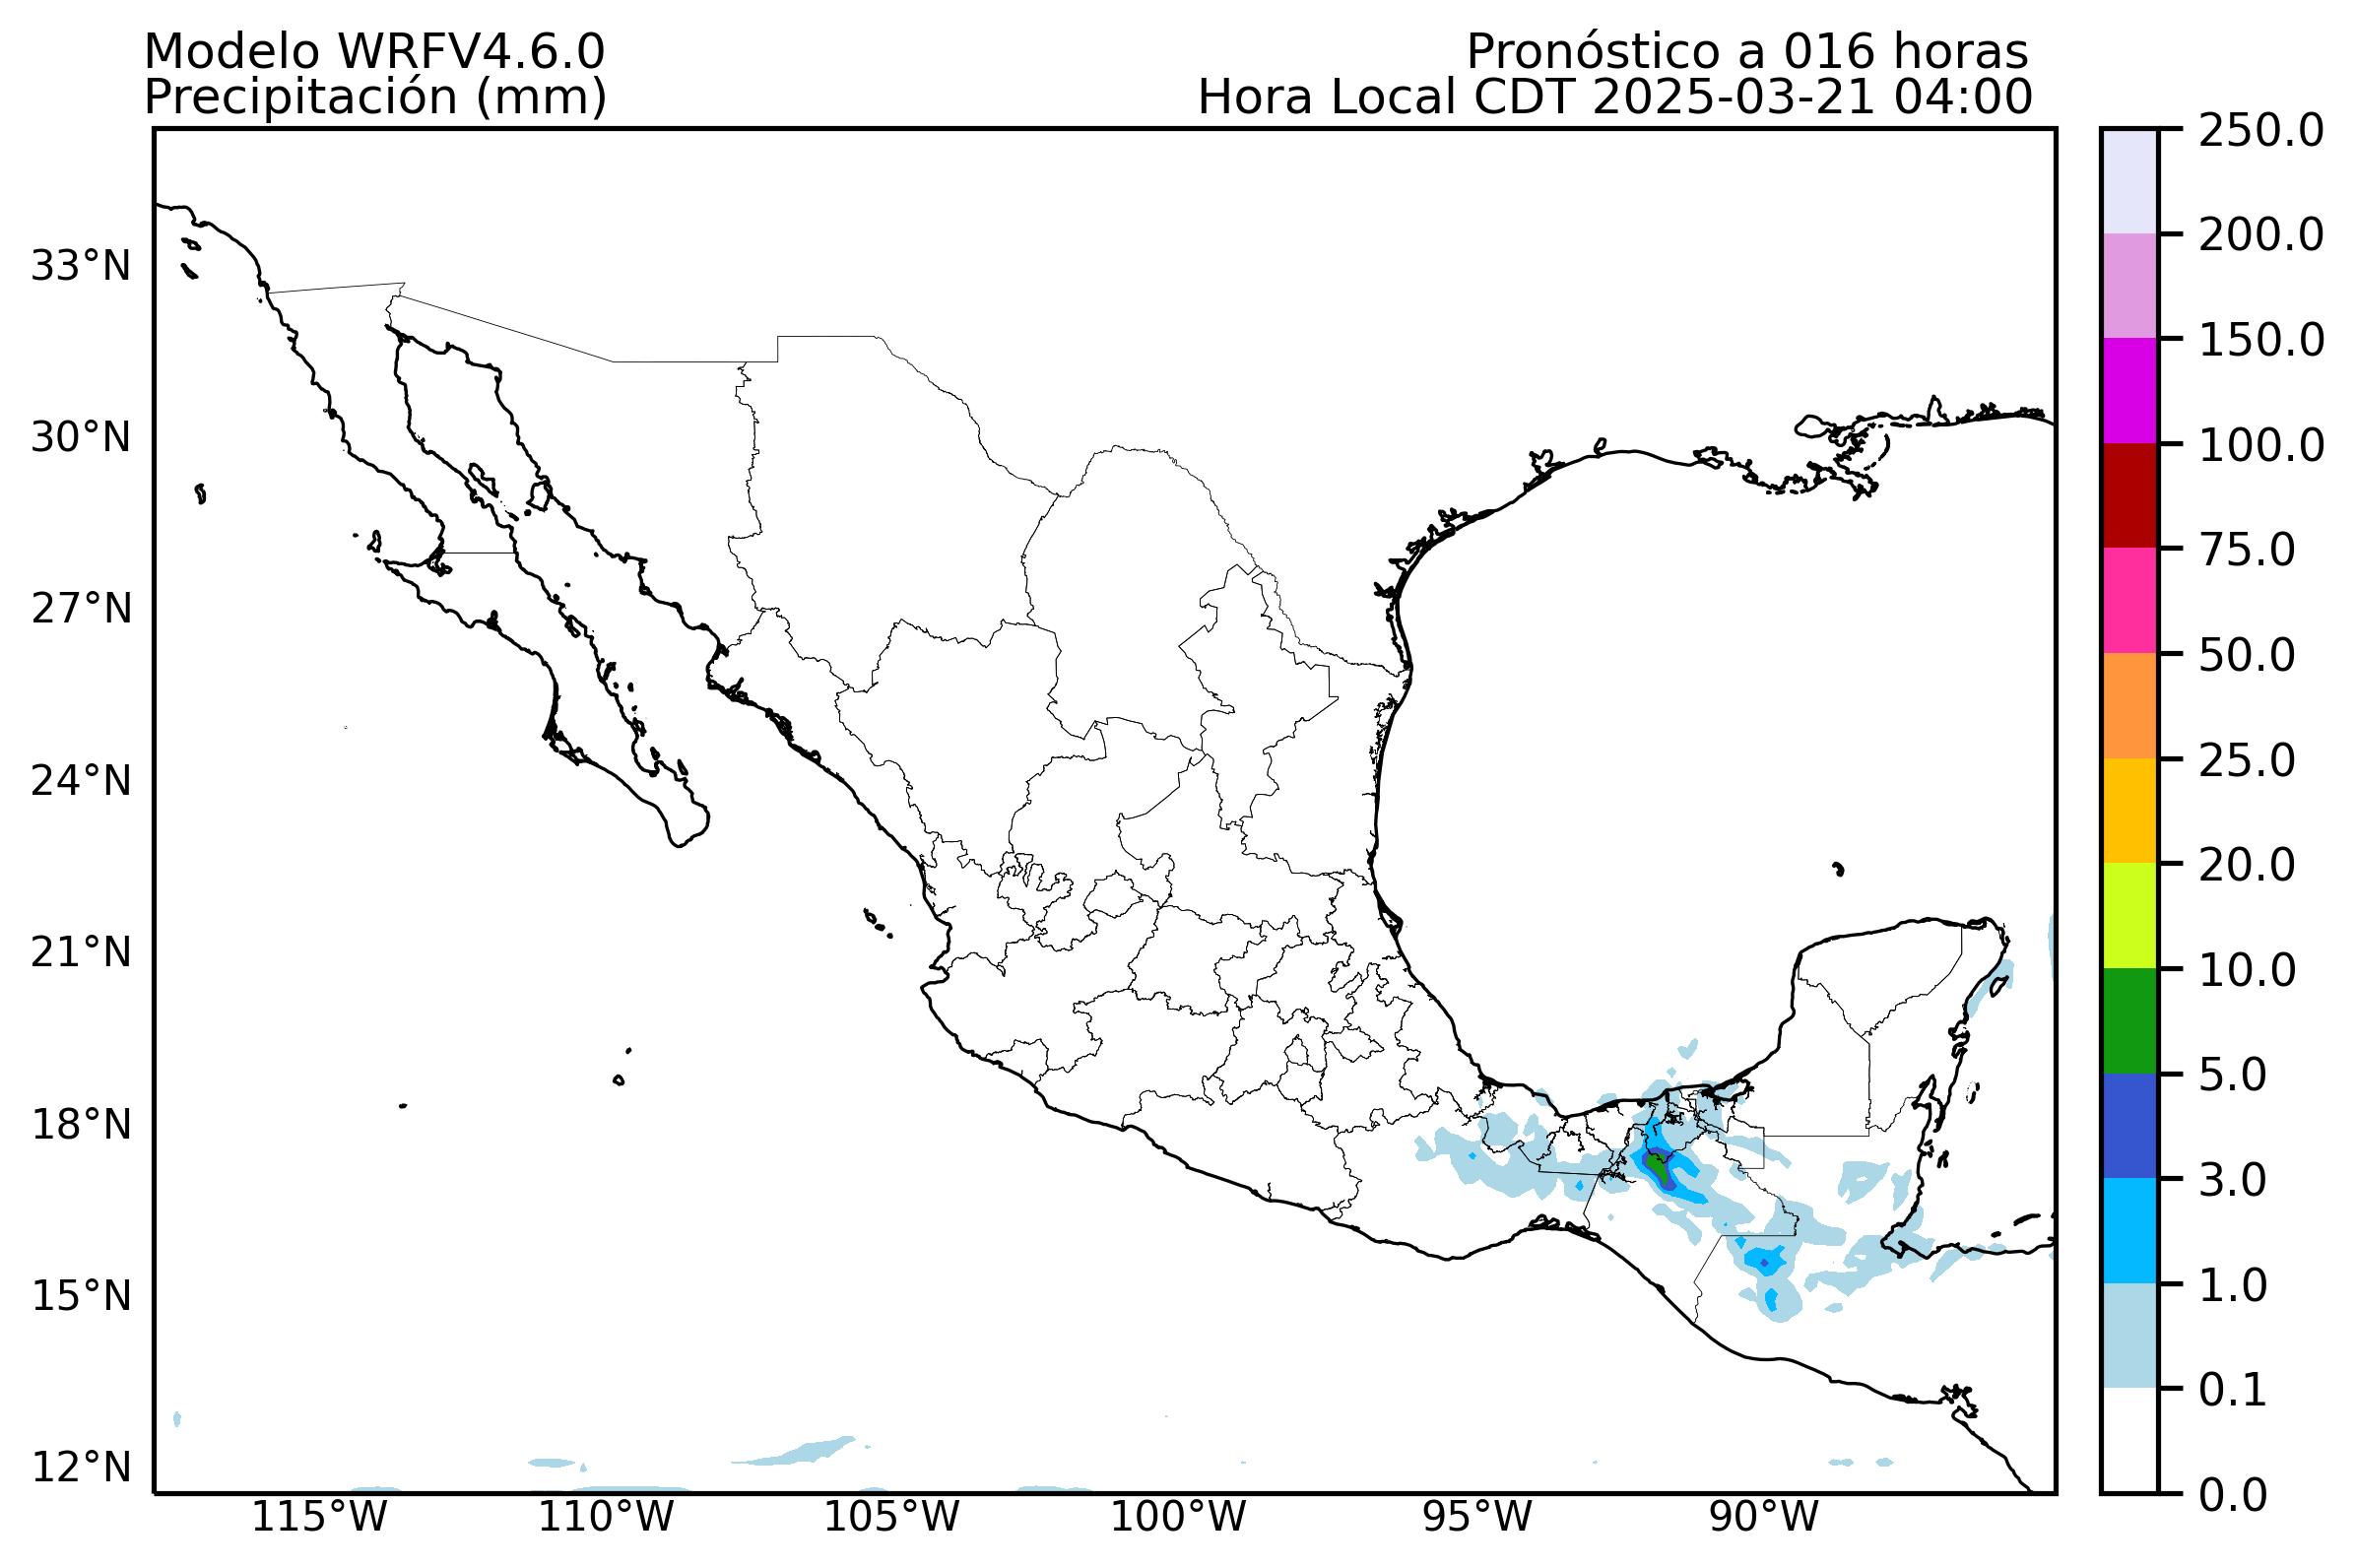 Modelo WRFV4.6.0
Precipitación (mm)
Pronóstico a 016 horas
Hora Local CDT 2025-03-21 04:00
33°N
30°N
27°N
24°N
21°N
18°N
15°N
12°N
115°W
110°W
105°W
100°W
95°W
90°W
250.0
200.0
150.0
100.0
75.0
50.0
25.0
20.0
10.0
5.0
3.0
1.0
0.1
0.0